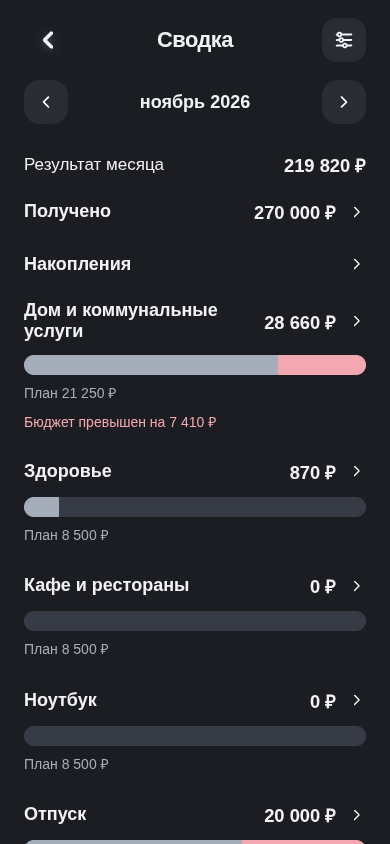 Сводка
ноябрь 2026
Результат месяца 219 820 ₽
Получено 270 000 ₽
Накопления
Дом и коммунальные
услуги 28 660 ₽
План 21 250 ₽
Бюджет превышен на 7 410 ₽
Здоровье 870 ₽
План 8 500 ₽
Кафе и рестораны 0 ₽
План 8 500 ₽
Ноутбук 0 ₽
План 8 500 ₽
Отпуск 20 000 ₽